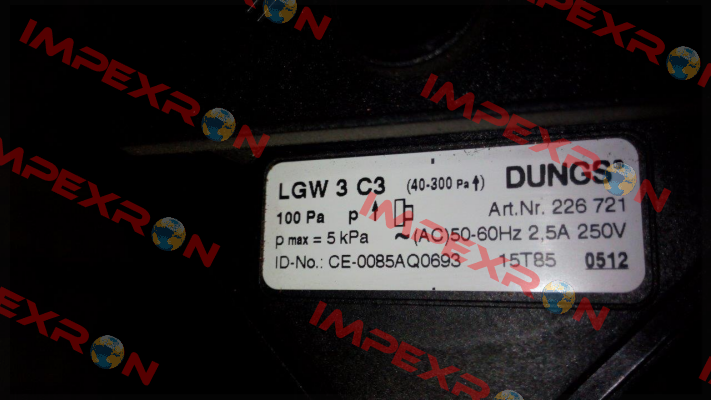 LGW 3 C3 (40-300 Pa ↑) DUNGS®
100 Pa p ↑ Art.Nr. 226 721
p max = 5 kPa ~ (AC)50-60Hz 2,5A 250V
ID-No.: CE-0085AQ0693 15T85 0512
IMPEXRON
IMPEXRON
IMPEXRON
IMPEXRON
IMPEXRON
IMPEXRON
IMPEXRON